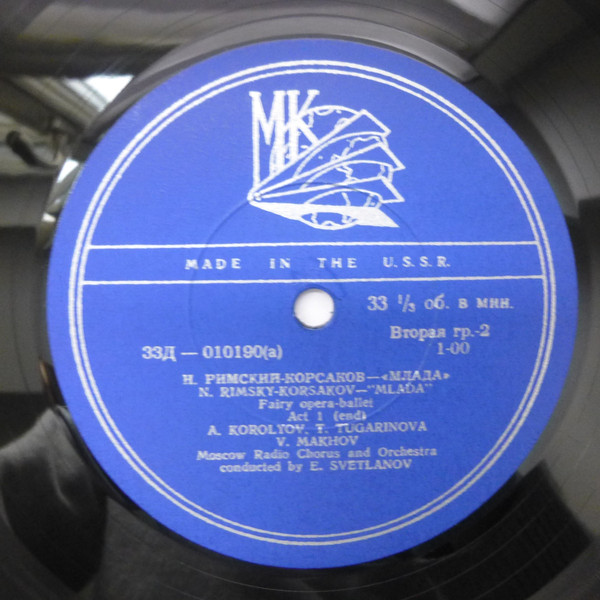 МК
MADE IN THE U.S.S.R.
33 1/3 об. в мин.
Вторая гр.-2
33Д — 010190(а) 1-00
Н. РИМСКИЙ-КОРСАКОВ—«МЛАДА»
N. RIMSKY-KORSAKOV—"MLADA"
Fairy opera-ballet
Act 1 (end)
A. KOROLYOV, T. TUGARINOVA
V. MAKHOV
Moscow Radio Chorus and Orchestra
conducted by E. SVETLANOV